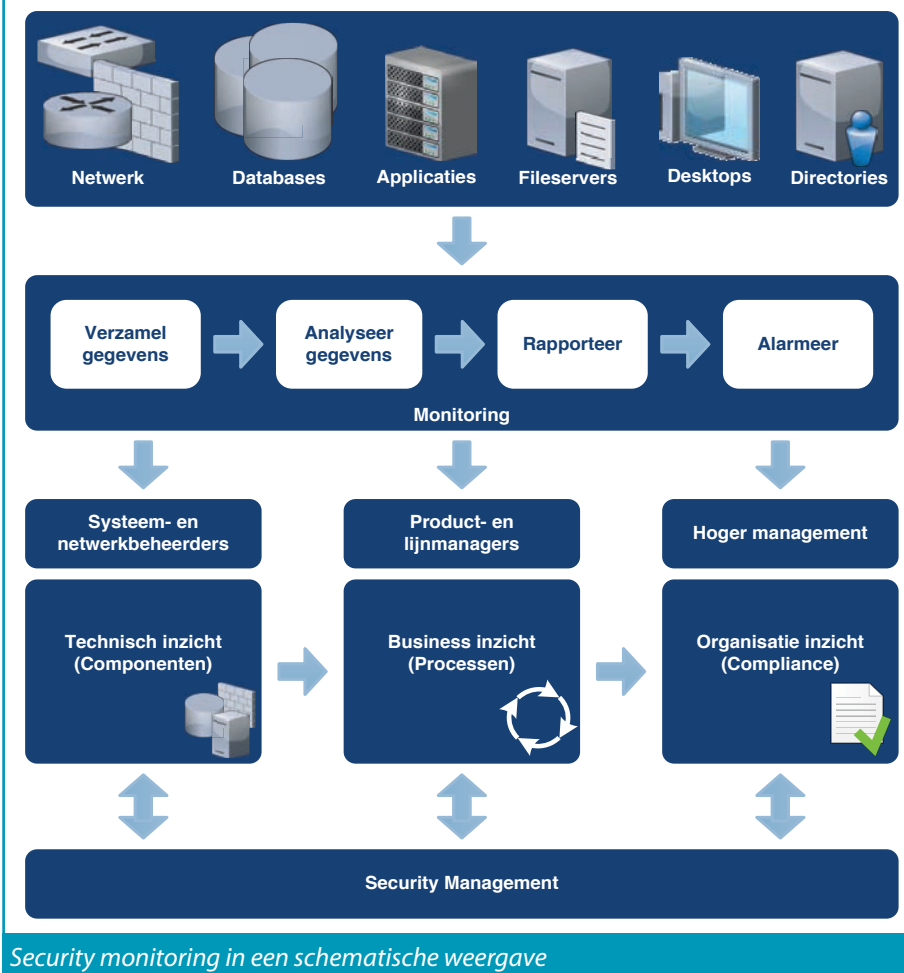 Netwerk
Databases
Applicaties
Fileservers
Desktops
Directories
Verzamel
gegevens
Analyseer
gegevens
Rapporteer
Alarmeer
Monitoring
Systeem- en
netwerkbeheerders
Product- en
lijnmanagers
Hoger management
Technisch inzicht
(Componenten)
Business inzicht
(Processen)
Organisatie inzicht
(Compliance)
Security Management
Security monitoring in een schematische weergave